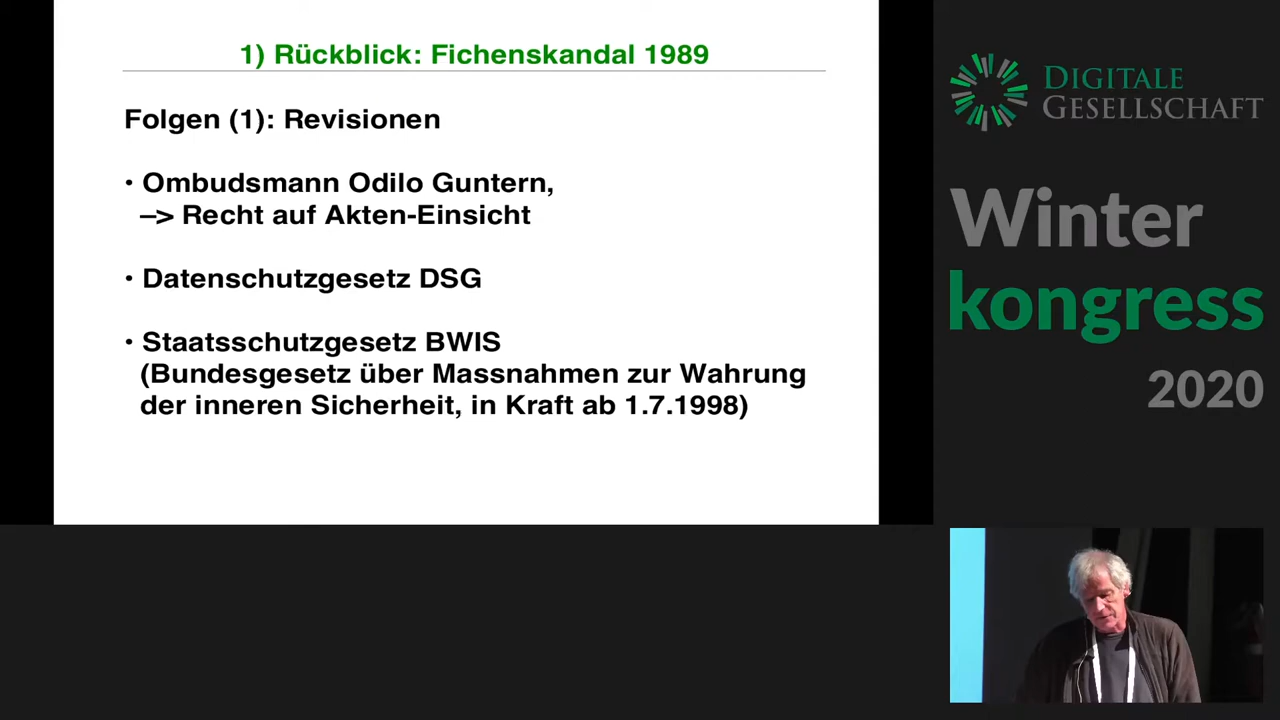 1) Rückblick: Fichenskandal 1989
Folgen (1): Revisionen
• Ombudsmann Odilo Guntern,
–> Recht auf Akten-Einsicht
• Datenschutzgesetz DSG
• Staatsschutzgesetz BWIS
(Bundesgesetz über Massnahmen zur Wahrung
der inneren Sicherheit, in Kraft ab 1.7.1998)
DIGITALE
GESELLSCHAFT
Winter
kongress
2020